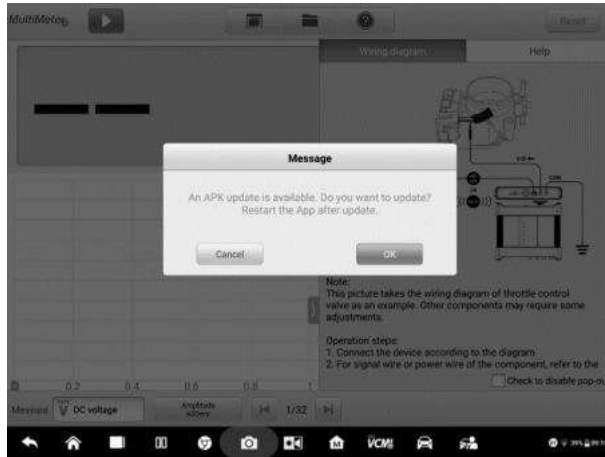 MultiMeter
Reset
Wiring diagram
Help
COM
Message
An APK update is available. Do you want to update?
Restart the App after update.
Cancel
OK
Note:
This picture takes the wiring diagram of throttle control
valve as an example. Other components may require some
adjustments.
Operation steps:
1. Connect the device according to the diagram
2. For signal wire or power wire of the component, refer to the
Check to disable pop-ou
0 0.2 0.4 0.6 0.8 1
Measure DC voltage
Amplitude
1/32
VCMI